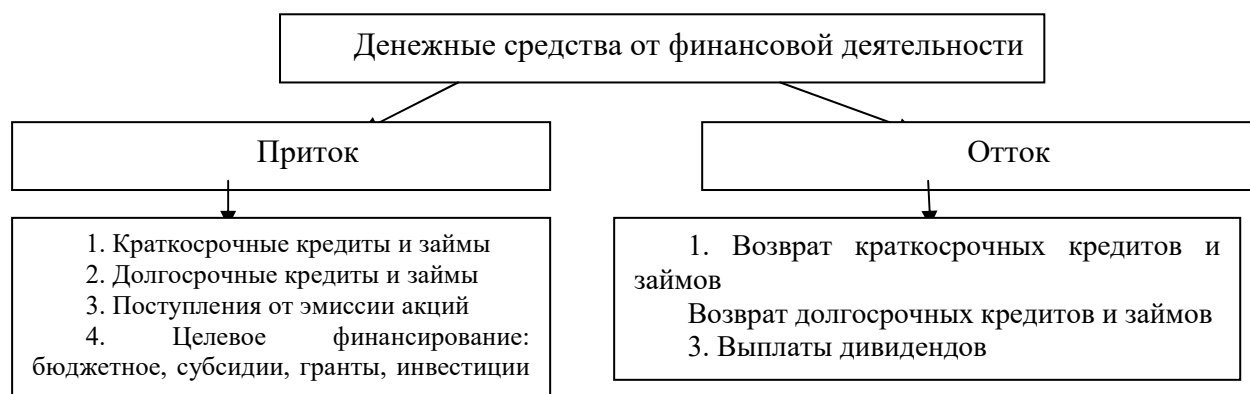 Денежные средства от финансовой деятельности
Приток
Отток
1. Краткосрочные кредиты и займы
2. Долгосрочные кредиты и займы
3. Поступления от эмиссии акций
4. Целевое финансирование:
бюджетное, субсидии, гранты, инвестиции
1. Возврат краткосрочных кредитов и
займов
Возврат долгосрочных кредитов и займов
3. Выплаты дивидендов